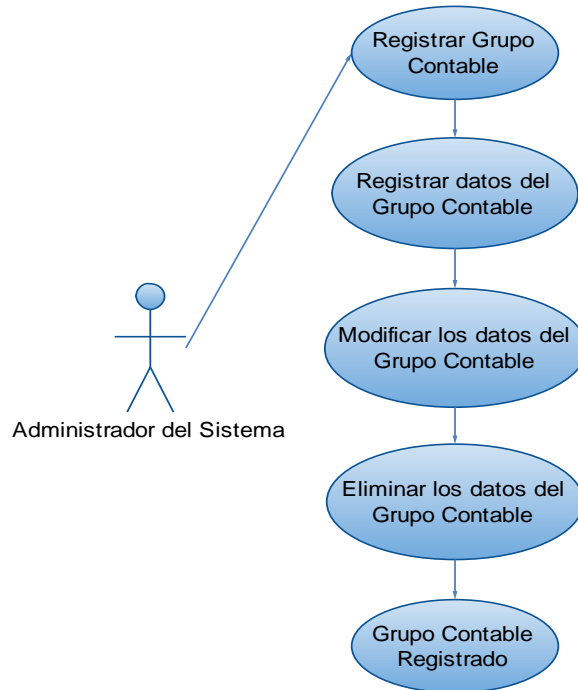 Registrar Grupo
Contable
Registrar datos del
Grupo Contable
Modificar los datos del
Grupo Contable
Administrador del Sistema
Eliminar los datos del
Grupo Contable
Grupo Contable
Registrado